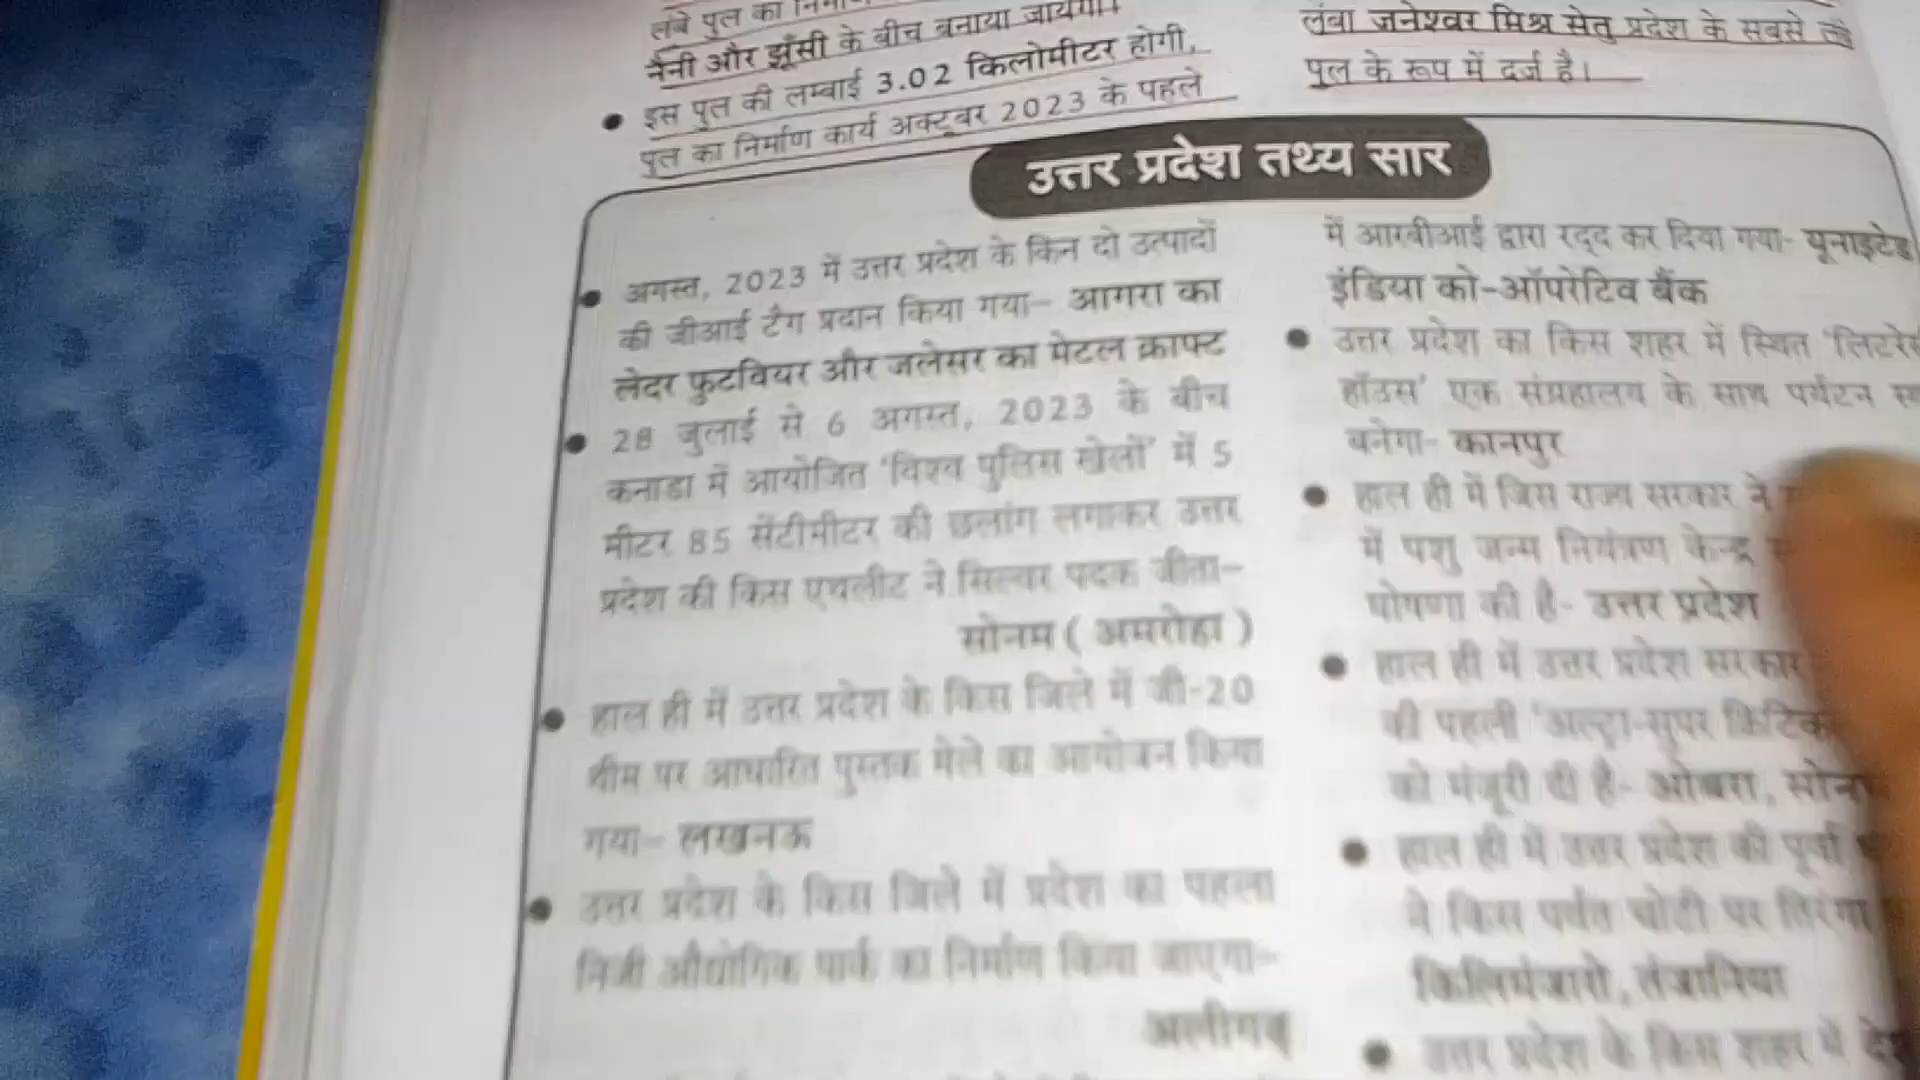 लंबे पुल का
नैनी और झूँसी के बीच बनाया जायेगा।
इस पुल की लम्बाई 3.02 किलोमीटर होगी,
पुल का निर्माण कार्य अक्टूबर 2023 के पहले
लंबा जनेश्वर मिश्र सेतु प्रदेश के सबसे
पुल के रूप में दर्ज है।
उत्तर प्रदेश तथ्य सार
अगस्त, 2023 में उत्तर प्रदेश के किन दो उत्पादों
की जीआई टैग प्रदान किया गया- आगरा का
लेदर फुटवियर और जलेसर का मेटल क्राफ्ट
28 जुलाई से 6 अगस्त, 2023 के बीच
कनाडा में आयोजित 'विश्व पुलिस खेलों' में 5
मीटर 85 सेंटीमीटर की छलांग लगाकर उत्तर
प्रदेश की किस एथलीट ने सिल्वर पदक जीता-
सोनम ( अमरोहा )
हाल ही में उत्तर प्रदेश के किस जिले में जी-20
थीम पर आधारित पुस्तक मेले का आयोजन किया
गया- लखनऊ
उत्तर प्रदेश के किस जिले में प्रदेश का पहला
निजी औद्योगिक पार्क का निर्माण किया जाएगा-
अलीगढ़
में आरबीआई द्वारा रद्द कर दिया गया- यूनाइटेड
इंडिया को-ऑपरेटिव बैंक
उत्तर प्रदेश का किस शहर में स्थित
हॉउस' एक संग्रहालय के साथ पर्यटन
बनेगा- कानपुर
हाल ही में जिस राज्य सरकार ने
में पशु जन्म नियंत्रण केन्द्र
घोषणा की है- उत्तर प्रदेश
हाल ही में उत्तर प्रदेश सरकार
की पहली 'अल्ट्रा-सुपर
को मंजूरी दी है- ओबरा,
हाल ही में उत्तर प्रदेश की पूर्वा
ने किस पर्वत चोटी पर तिरंगा
किलिमंजारो, तंजानिया
उत्तर प्रदेश के किस शहर में